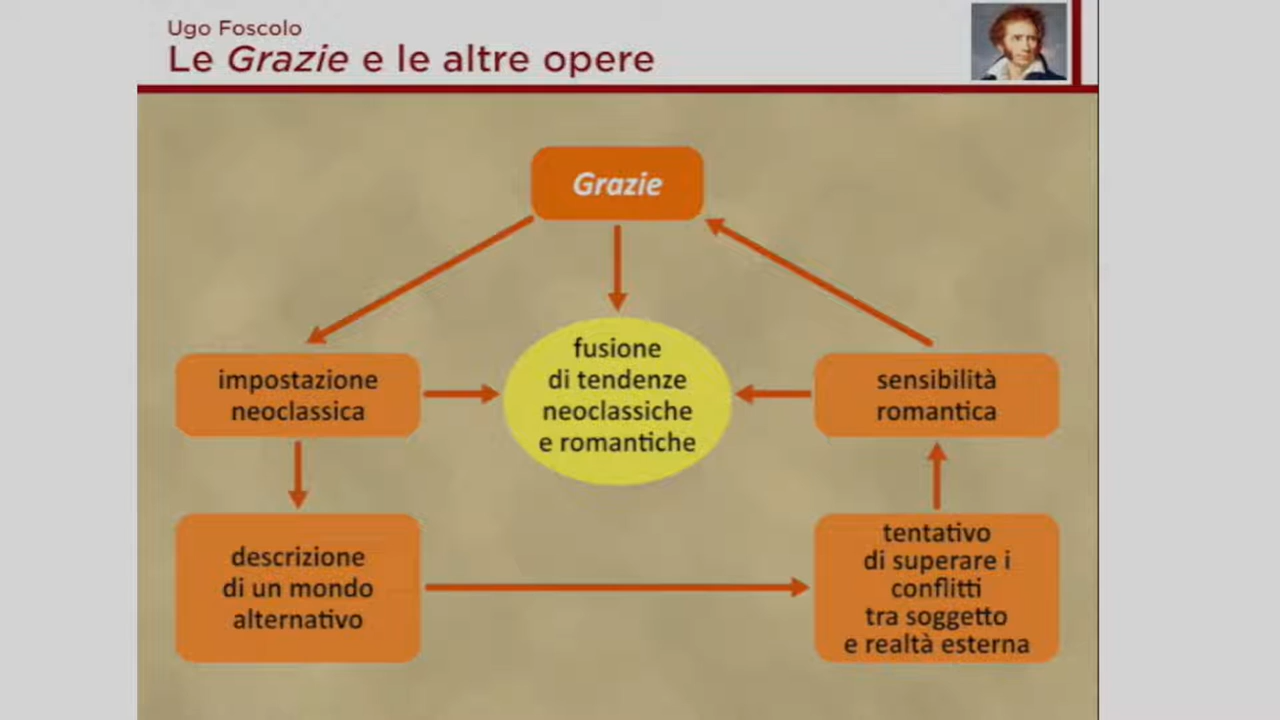 Ugo Foscolo
Le Grazie e le altre opere
Grazie
impostazione
neoclassica
fusione
di tendenze
neoclassiche
e romantiche
sensibilità
romantica
descrizione
di un mondo
alternativo
tentativo
di superare i
conflitti
tra soggetto
e realtà esterna